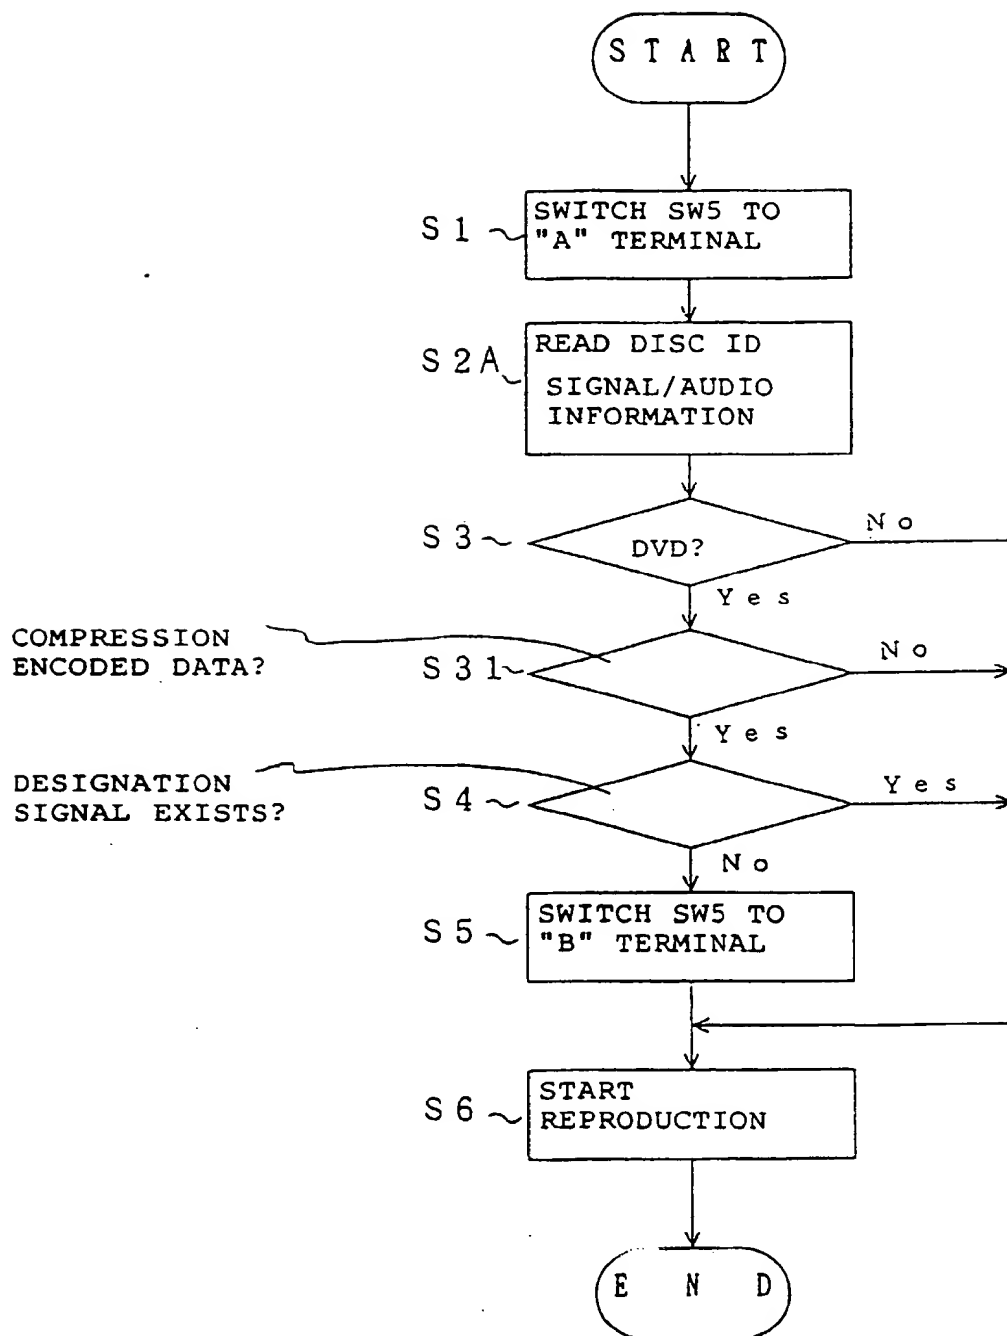 START
S1
SWITCH SW5 TO
"A" TERMINAL
S2A
READ DISC ID
SIGNAL/AUDIO
INFORMATION
S3
DVD?
No
Yes
COMPRESSION
ENCODED DATA?
S31
No
Yes
DESIGNATION
SIGNAL EXISTS?
S4
Yes
No
S5
SWITCH SW5 TO
"B" TERMINAL
S6
START
REPRODUCTION
END